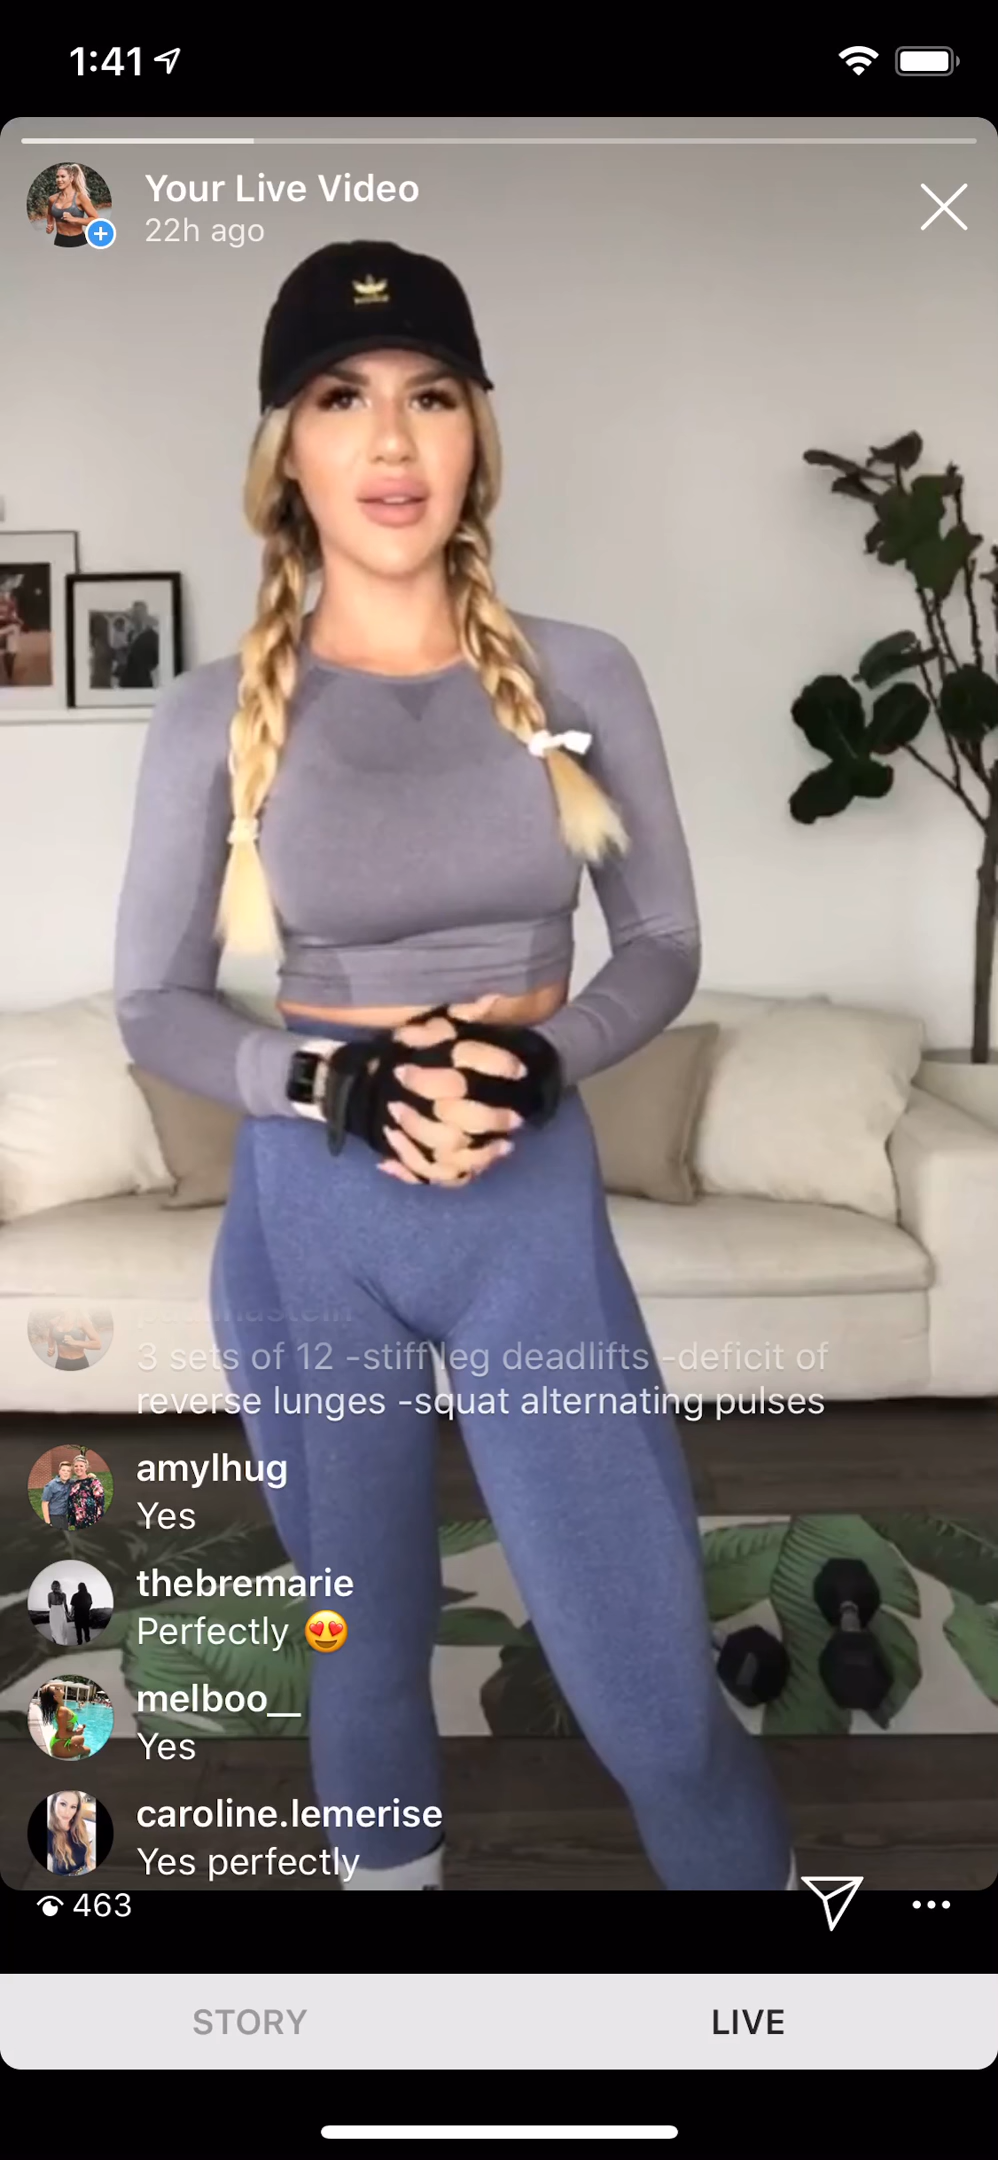 1:41
Your Live Video
22h ago
3 sets of 12 -stiff leg deadlifts -deficit of
reverse lunges -squat alternating pulses
amylhug
Yes
thebremarie
Perfectly 😍
melboo__
Yes
caroline.lemerise
Yes perfectly
463
STORY
LIVE